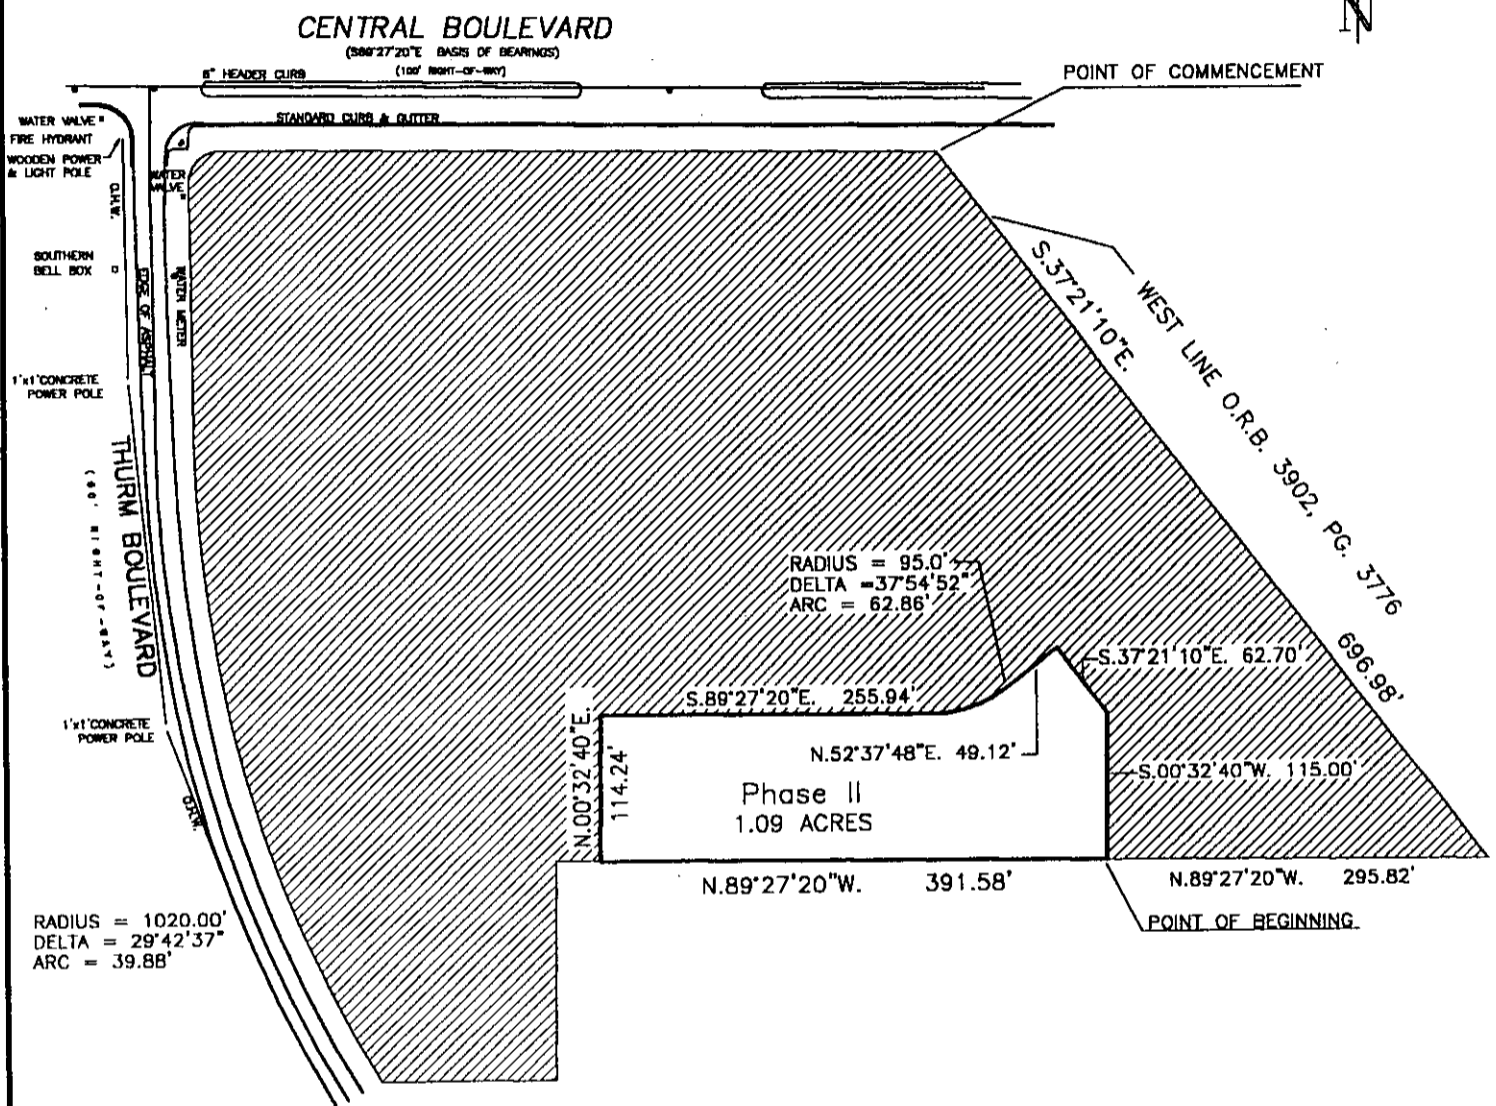 N
CENTRAL BOULEVARD
(S89°27'20"E BASIS OF BEARINGS)
(100' RIGHT-OF-WAY)
6" HEADER CURB
POINT OF COMMENCEMENT
STANDARD CURB & GUTTER
WATER VALVE
FIRE HYDRANT
WOODEN POWER
& LIGHT POLE
WATER
VALVE
O.H.W.
SOUTHERN
BELL BOX
EDGE OF ASPHALT
WATER METER
S.37°21'10"E.
WEST LINE O.R.B. 3902, PG. 3776
696.98'
1'x1'CONCRETE
POWER POLE
THURM BOULEVARD
RIGHT-OF-WAY)
RADIUS = 95.0'
DELTA =37°54'52"
ARC = 62.86'
S.37°21'10"E. 62.70'
S.89°27'20"E. 255.94'
N.00°32'40"E.
114.24'
N.52°37'48"E. 49.12'
S.00°32'40"W. 115.00'
1'x1'CONCRETE
POWER POLE
O.H.W.
Phase II
1.09 ACRES
N.89°27'20"W. 391.58'
N.89°27'20"W. 295.82'
POINT OF BEGINNING
RADIUS = 1020.00'
DELTA = 29°42'37"
ARC = 39.88'